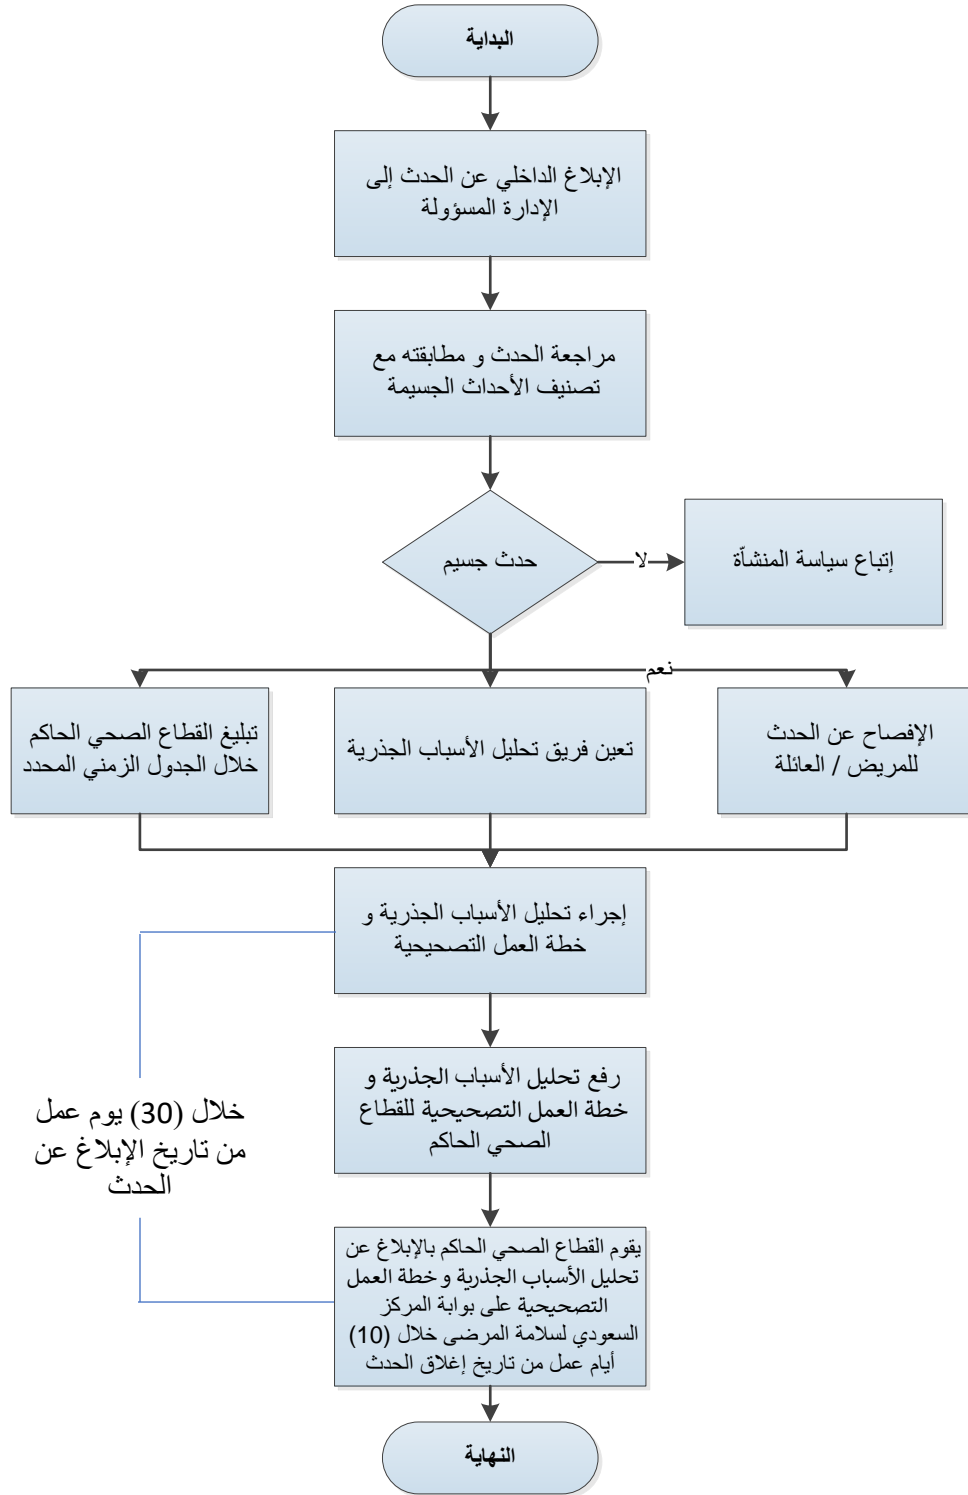 البداية
الإبلاغ الداخلي عن الحدث إلى
الإدارة المسؤولة
مراجعة الحدث و مطابقته مع
تصنيف الأحداث الجسيمة
حدث جسيم
لا
إتباع سياسة المنشاّة
نعم
الإفصاح عن الحدث
للمريض / العائلة
تعين فريق تحليل الأسباب الجذرية
تبليغ القطاع الصحي الحاكم
خلال الجدول الزمني المحدد
إجراء تحليل الأسباب الجذرية و
خطة العمل التصحيحية
رفع تحليل الأسباب الجذرية و
خطة العمل التصحيحية للقطاع
الصحي الحاكم
خلال (30) يوم عمل
من تاريخ الإبلاغ عن
الحدث
يقوم القطاع الصحي الحاكم بالإبلاغ عن
تحليل الأسباب الجذرية و خطة العمل
التصحيحية على بوابة المركز
السعودي لسلامة المرضى خلال (10)
أيام عمل من تاريخ إغلاق الحدث
النهاية